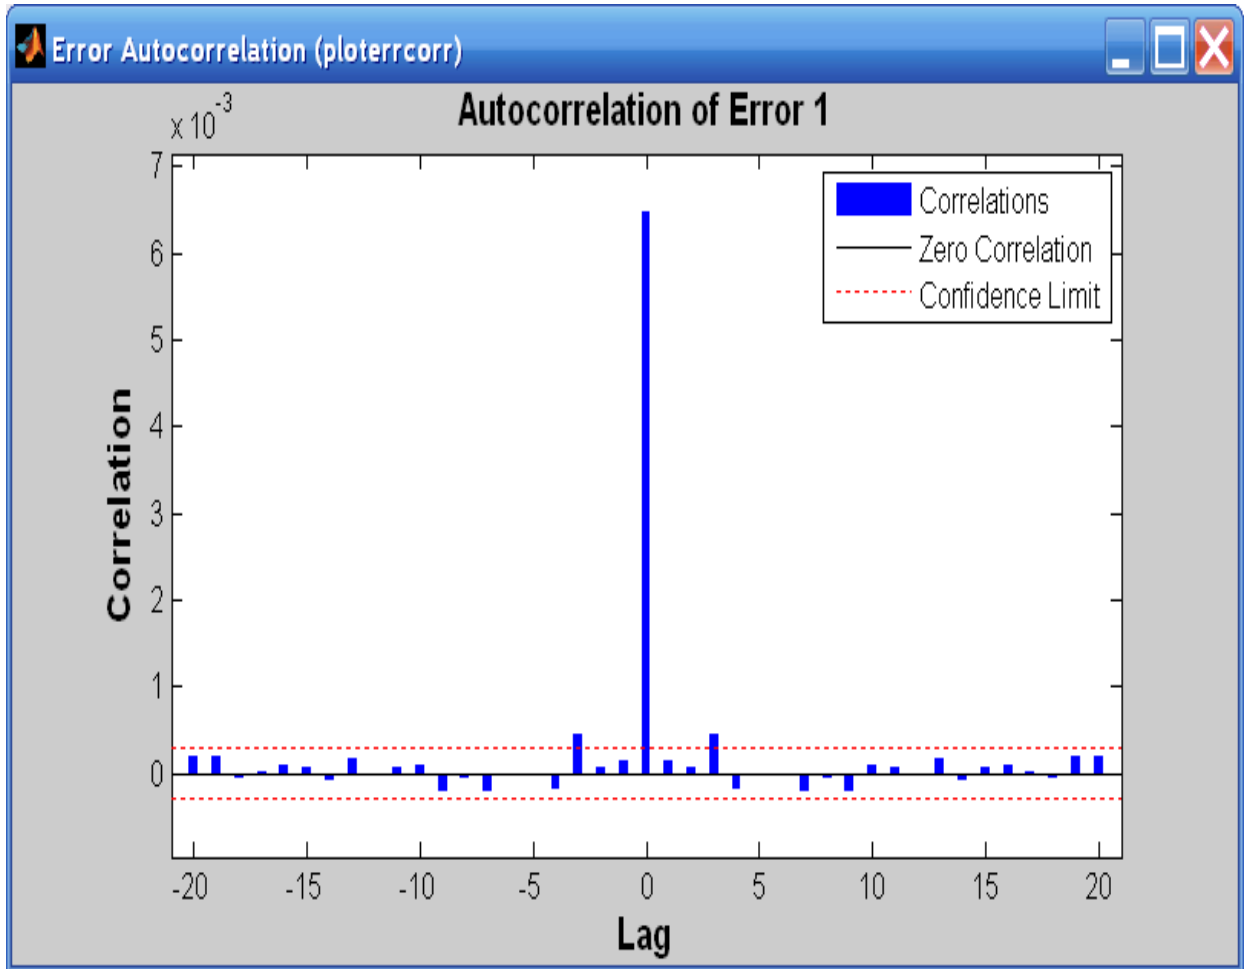 Error Autocorrelation (ploterrcorr)
Autocorrelation of Error 1
x 10^-3
7
6
5
4
3
2
1
0
Correlation
Correlations
Zero Correlation
Confidence Limit
-20 -15 -10 -5 0 5 10 15 20
Lag